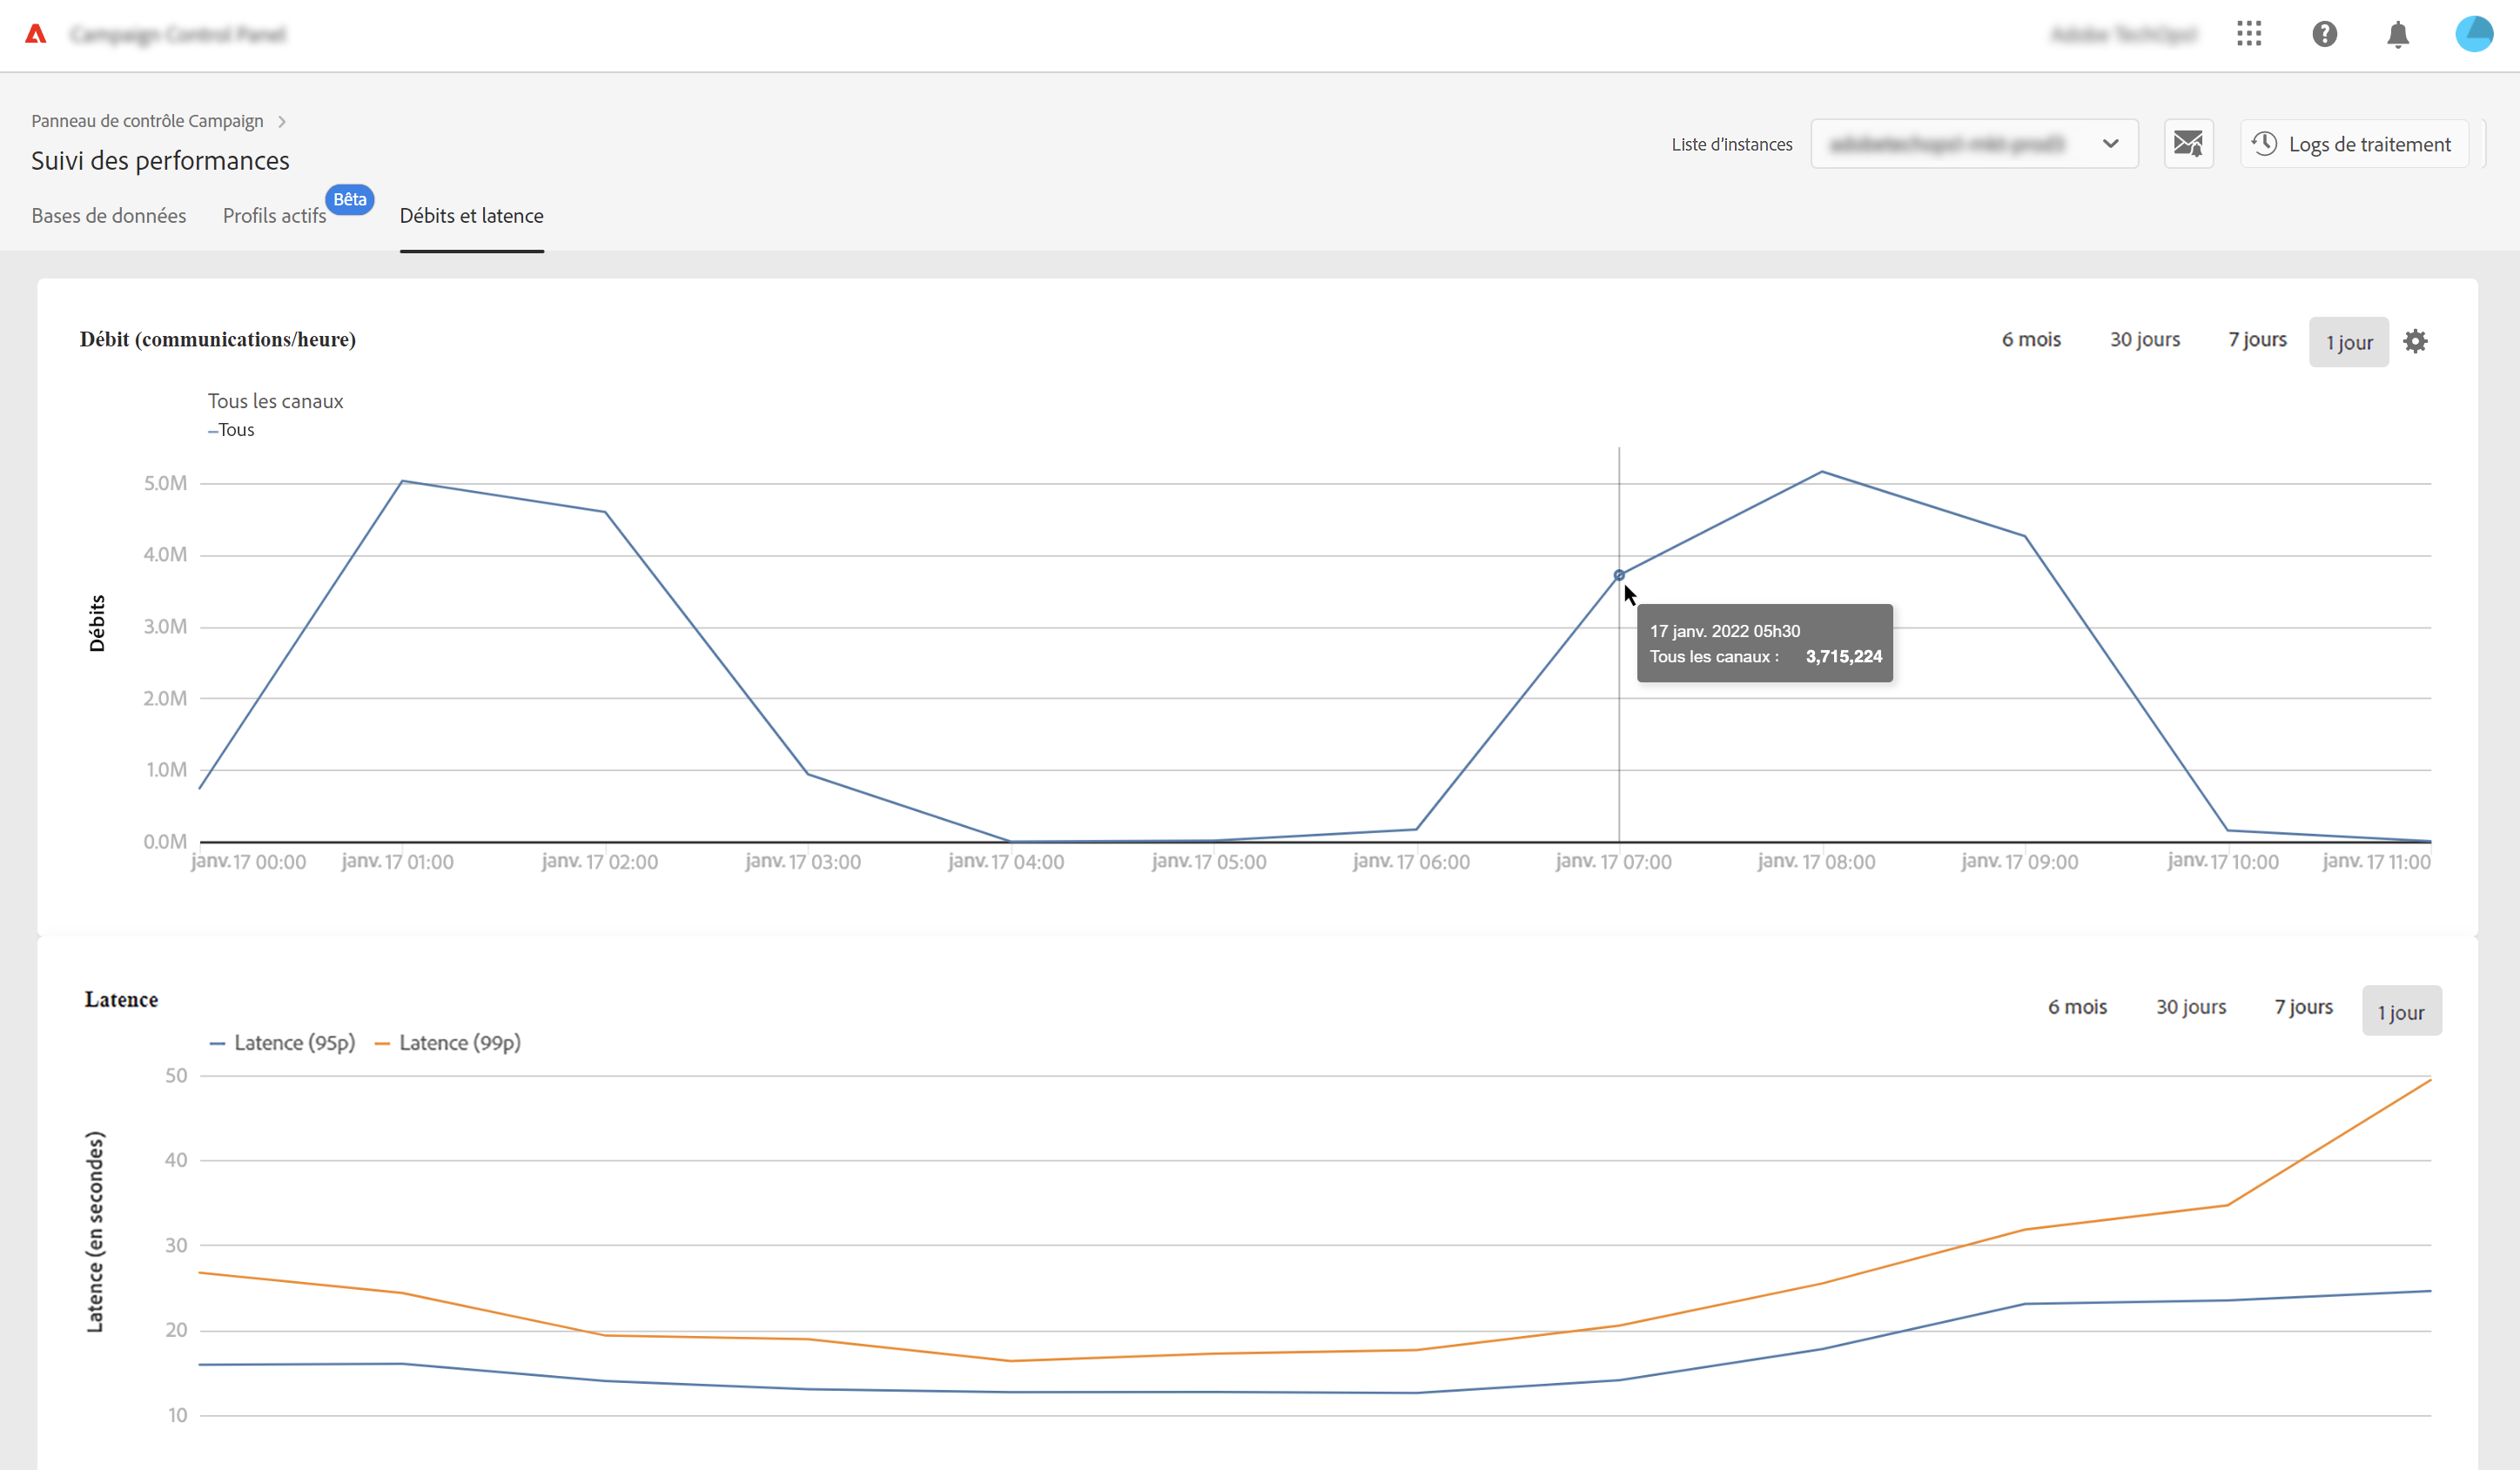 Panneau de contrôle Campaign
Suivi des performances
Liste d'instances
Logs de traitement
Bases de données
Profils actifs
Bêta
Débits et latence
Débit (communications/heure)
6 mois
30 jours
7 jours
1 jour
Tous les canaux
Tous
Débits
5.0M
4.0M
3.0M
2.0M
1.0M
0.0M
17 janv. 2022 05h30
Tous les canaux : 3,715,224
janv. 17 00:00
janv. 17 01:00
janv. 17 02:00
janv. 17 03:00
janv. 17 04:00
janv. 17 05:00
janv. 17 06:00
janv. 17 07:00
janv. 17 08:00
janv. 17 09:00
janv. 17 10:00
janv. 17 11:00
Latence
6 mois
30 jours
7 jours
1 jour
Latence (95p)
Latence (99p)
Latence (en secondes)
50
40
30
20
10